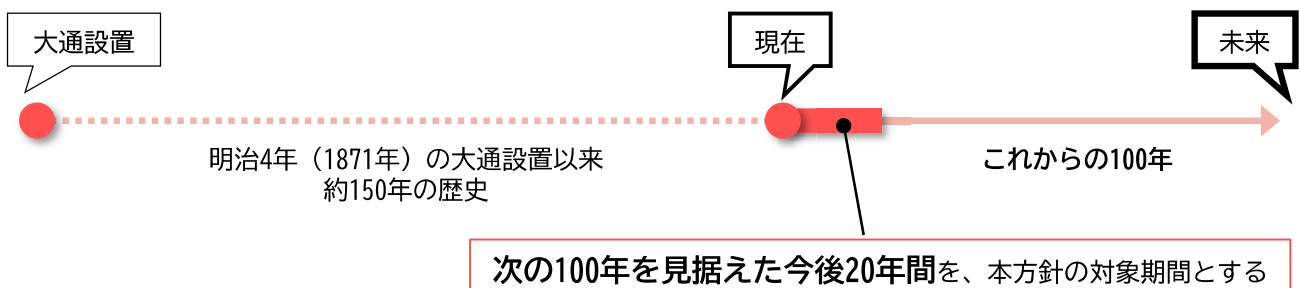 大通設置
現在
未来
明治4年（1871年）の大通設置以来
約150年の歴史
これからの100年
次の100年を見据えた今後20年間を、本方針の対象期間とする